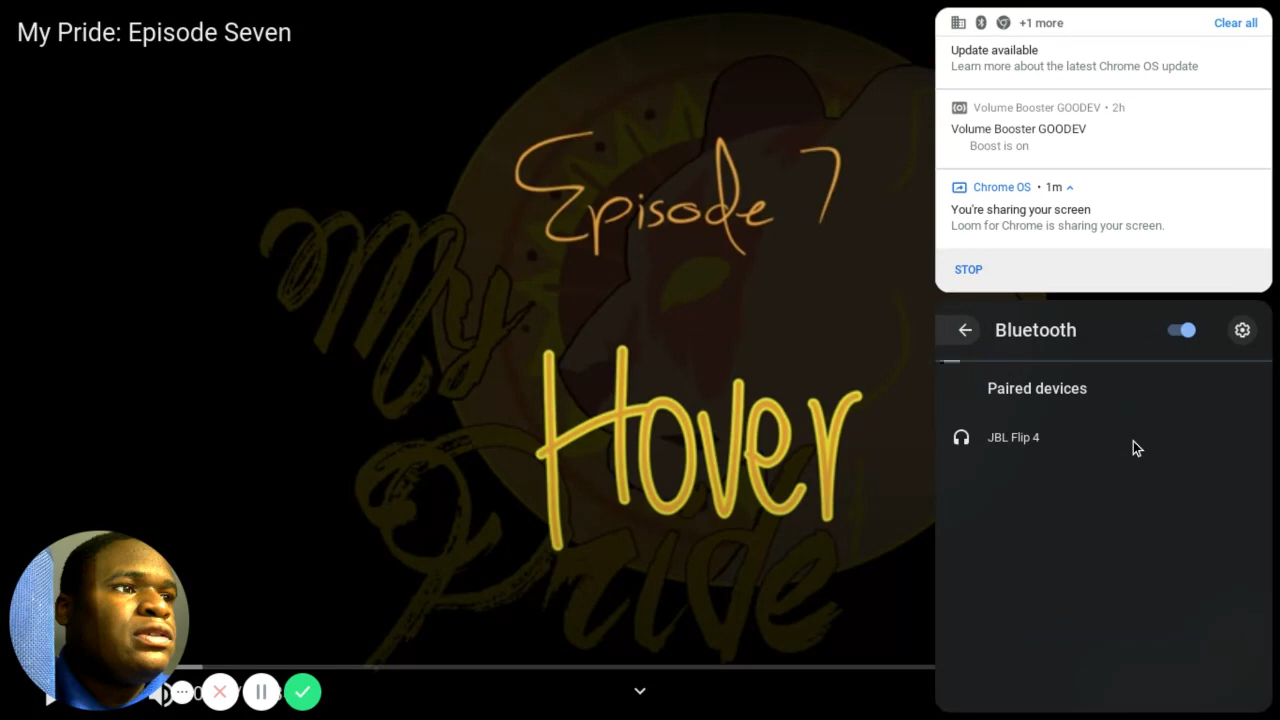 My Pride: Episode Seven
Episode 7
Hover
My
Pride
+1 more
Clear all
Update available
Learn more about the latest Chrome OS update
Volume Booster GOODEV • 2h
Volume Booster GOODEV
Boost is on
Chrome OS • 1m
You're sharing your screen
Loom for Chrome is sharing your screen.
STOP
Bluetooth
Paired devices
JBL Flip 4